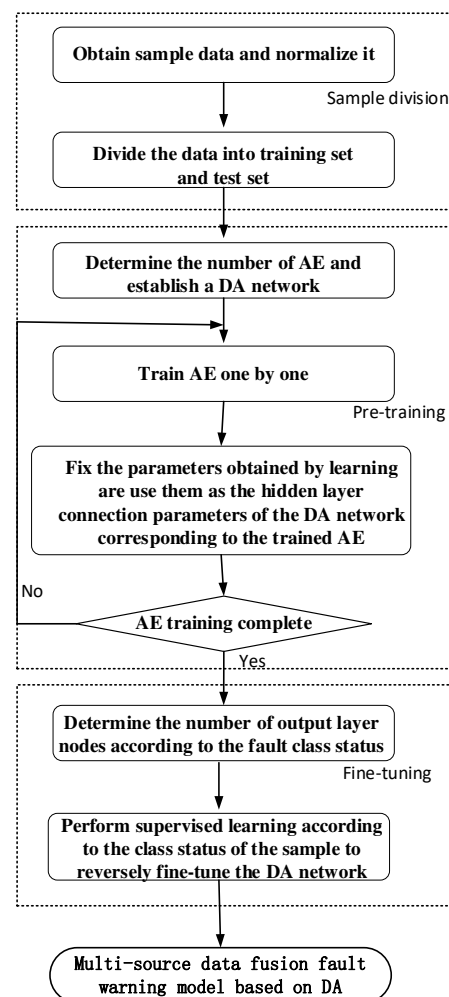 Obtain sample data and normalize it
Sample division
Divide the data into training set
and test set
Determine the number of AE and
establish a DA network
Train AE one by one
Pre-training
Fix the parameters obtained by learning
are use them as the hidden layer
connection parameters of the DA network
corresponding to the trained AE
No
AE training complete
Yes
Determine the number of output layer
nodes according to the fault class status
Fine-tuning
Perform supervised learning according
to the class status of the sample to
reversely fine-tune the DA network
Multi-source data fusion fault
warning model based on DA